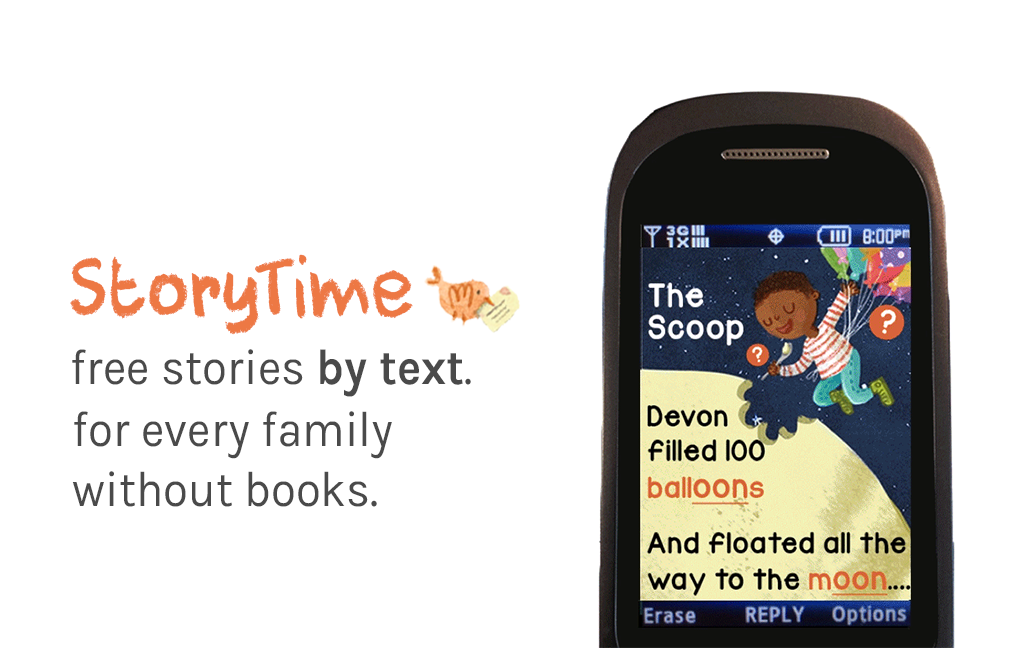 StoryTime
free stories by text.
for every family
without books.
3G
1X
8:00PM
The
Scoop
?
?
Devon
filled 100
balloons
And floated all the
way to the moon....
Erase REPLY Options